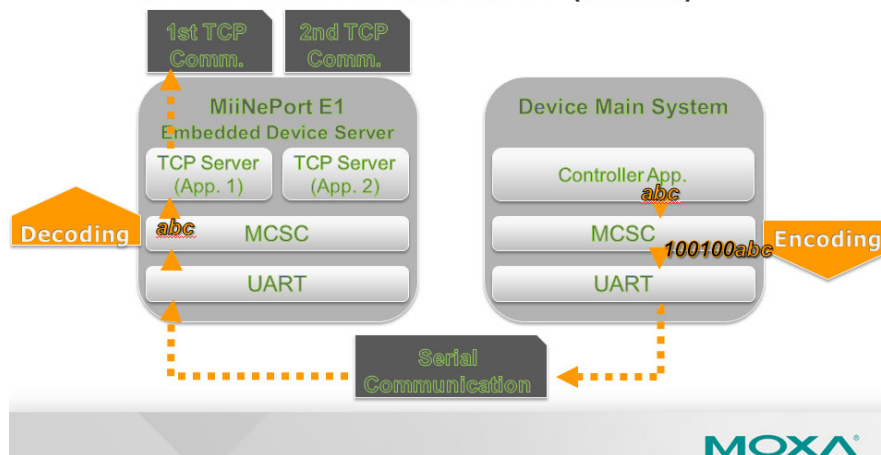 1st TCP
Comm.
2nd TCP
Comm.
MiiNePort E1
Embedded Device Server
TCP Server
(App. 1)
TCP Server
(App. 2)
Decoding
abc
MCSC
UART
Device Main System
Controller App.
abc
MCSC
100100abc
Encoding
UART
Serial
Communication
MOXA®